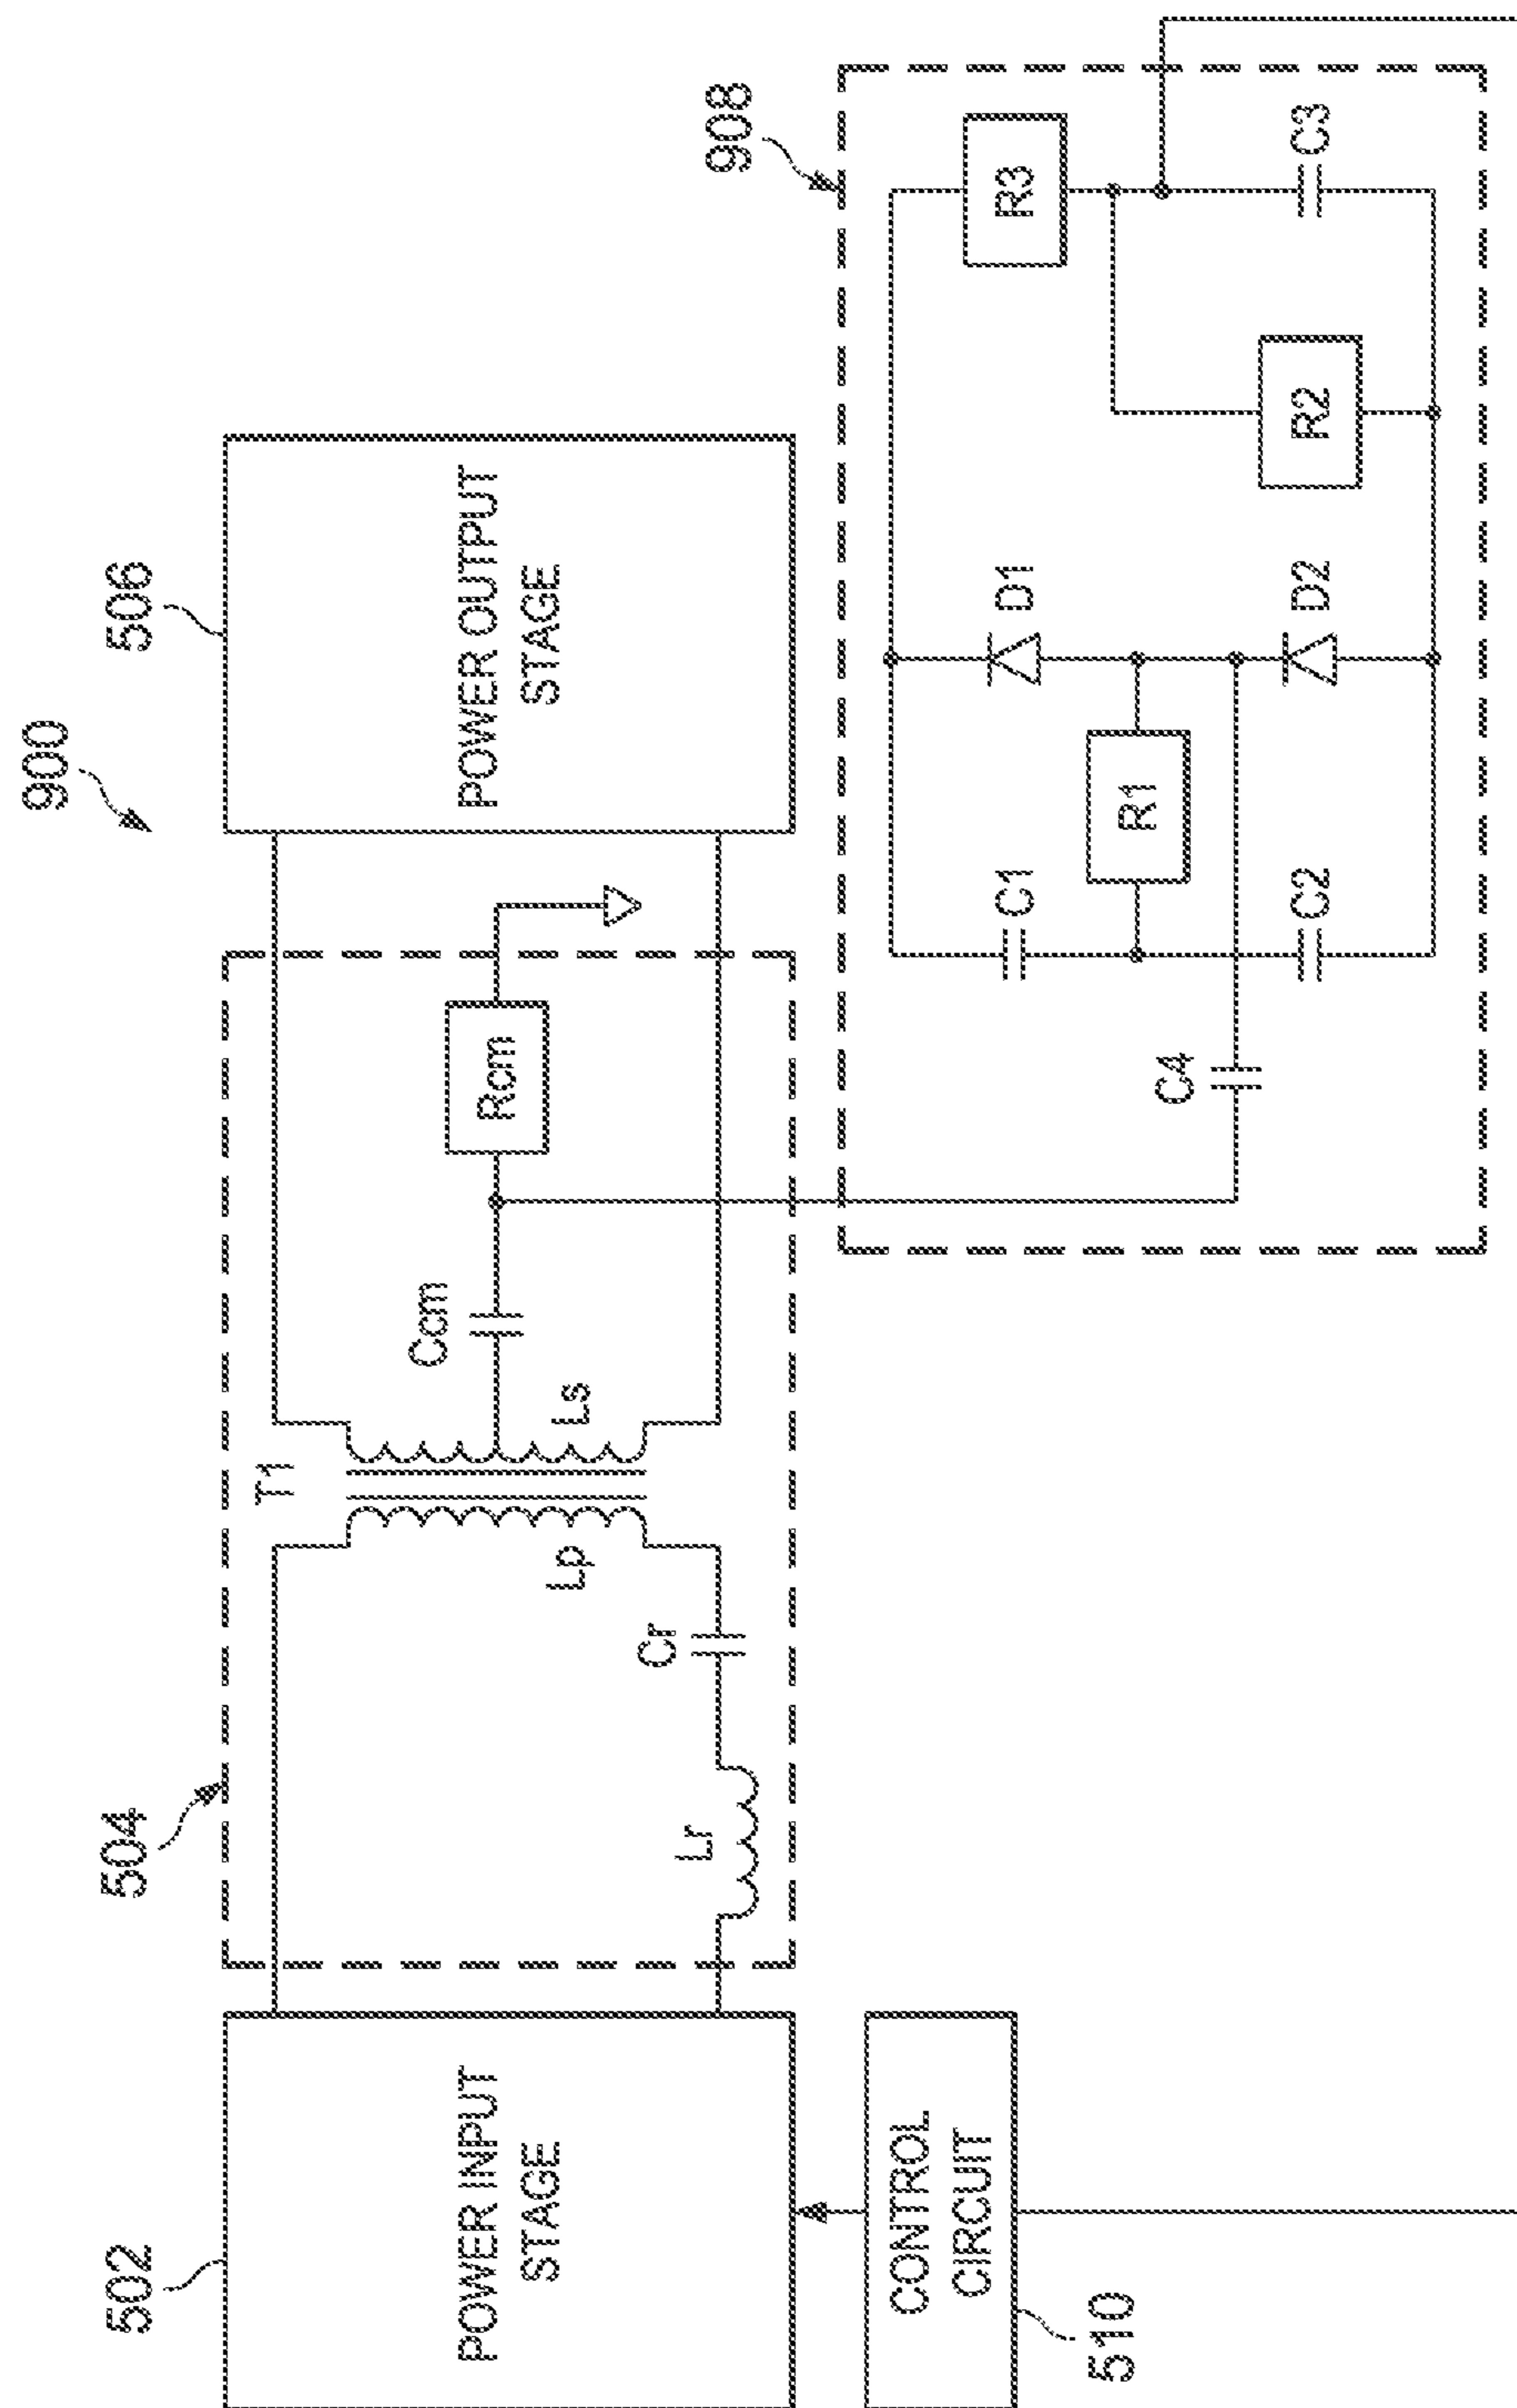 900
502
POWER INPUT
STAGE
504
Lr
Cr
Lp
T1
Ls
Ccm
Rcm
506
POWER OUTPUT
STAGE
CONTROL
CIRCUIT
510
908
C4
C1
C2
R1
D1
D2
R2
R3
C3